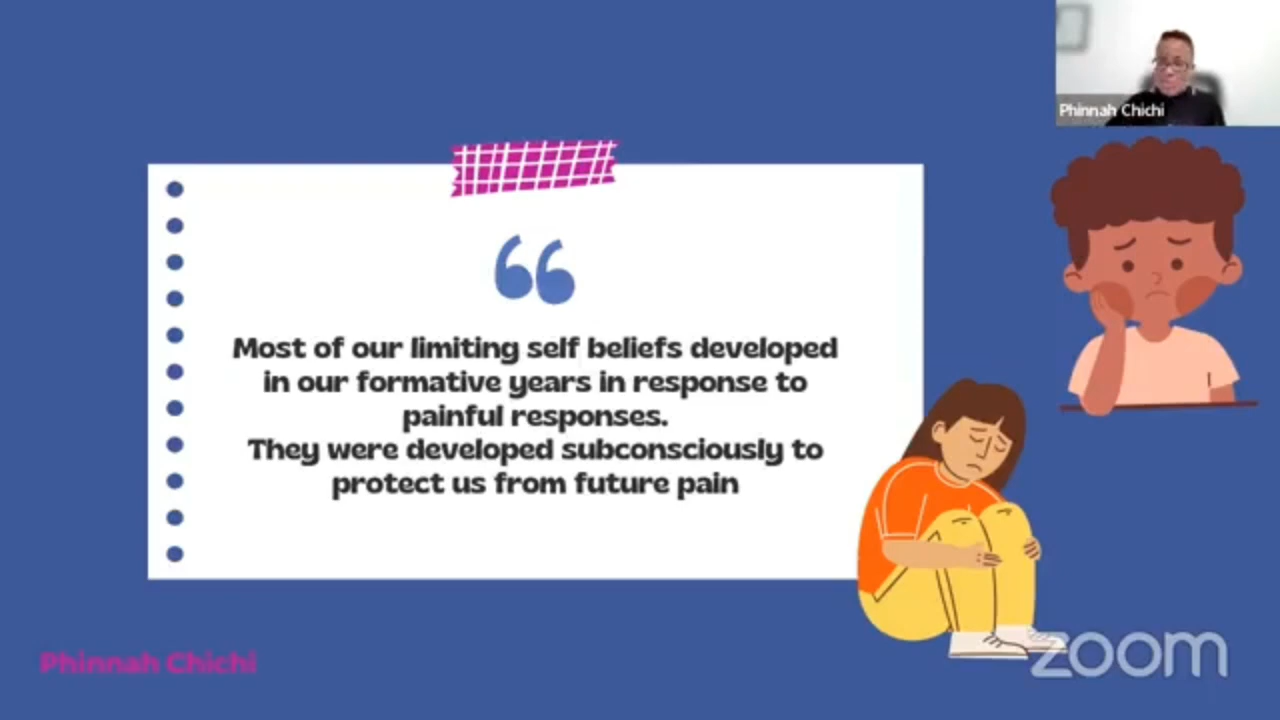 Phinnah Chichi
“
Most of our limiting self beliefs developed
in our formative years in response to
painful responses.
They were developed subconsciously to
protect us from future pain
Phinnah Chichi
zoom